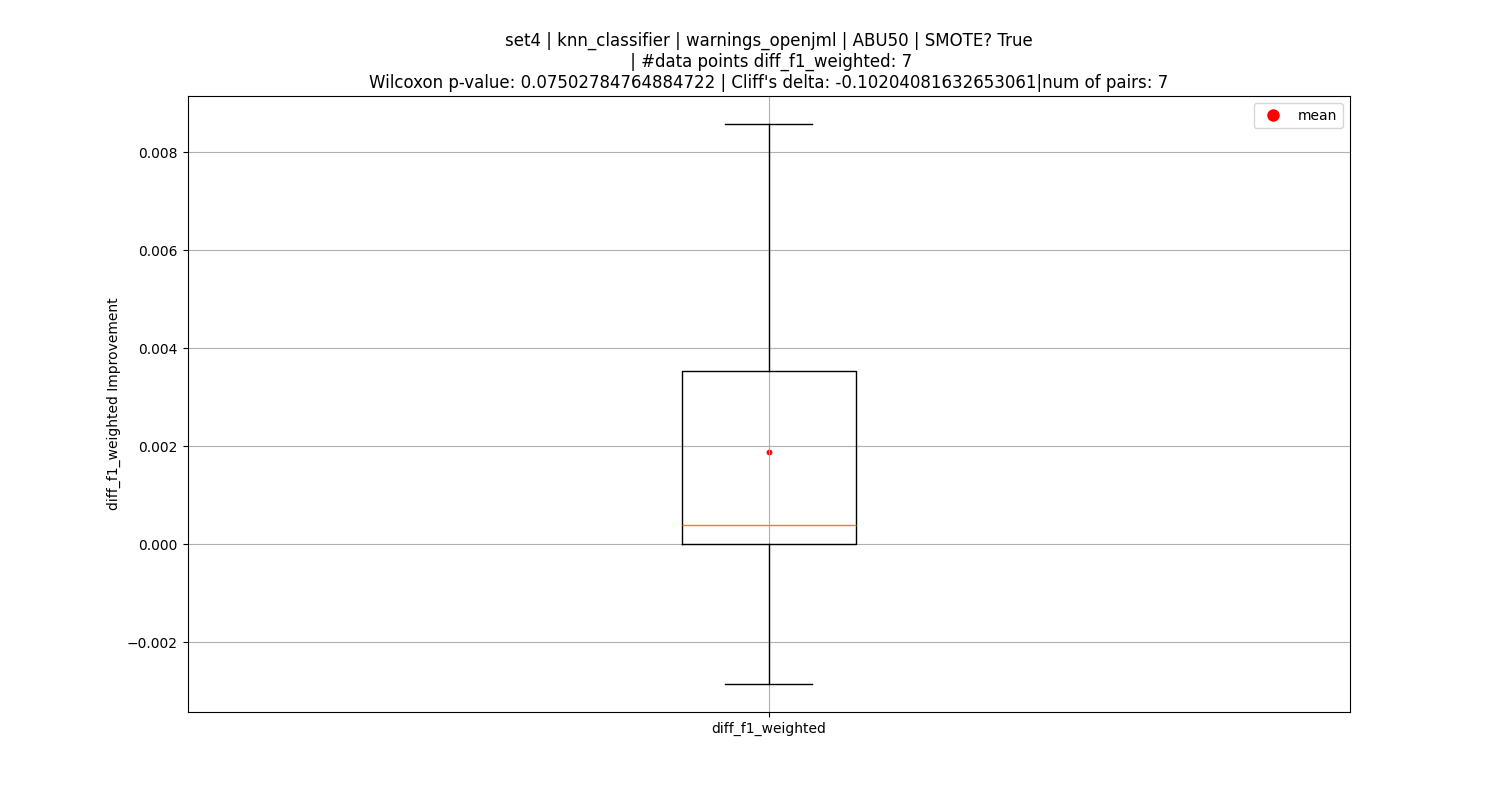 set4 | knn_classifier | warnings_openjml | ABU50 | SMOTE? True
| #data points diff_f1_weighted: 7
Wilcoxon p-value: 0.07502784764884722 | Cliff's delta: -0.10204081632653061|num of pairs: 7
mean
0.008
0.006
0.004
0.002
0.000
−0.002
diff_f1_weighted Improvement
diff_f1_weighted